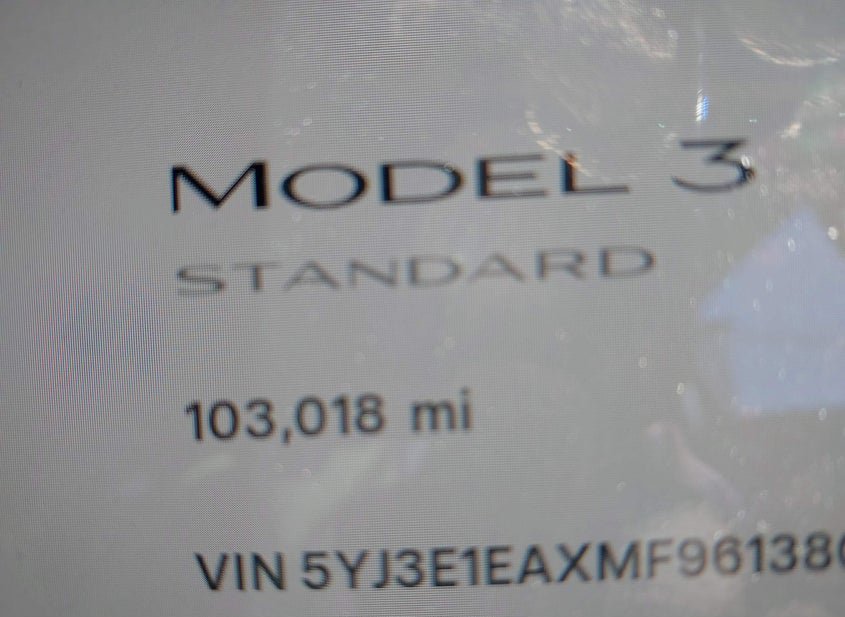 MODEL 3
STANDARD
103,018 mi
VIN 5YJ3E1EAXMF96138